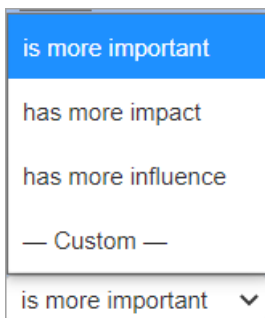 is more important
has more impact
has more influence
— Custom —
is more important